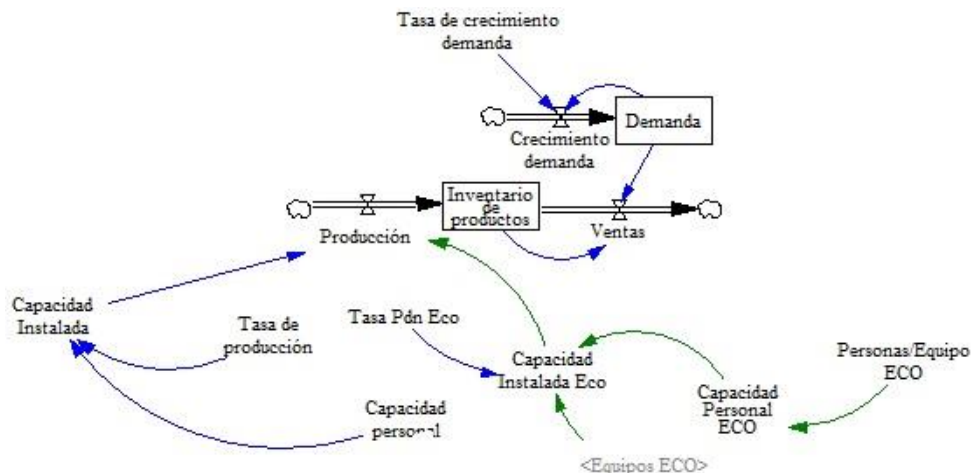 Tasa de crecimiento
demanda
Demanda
Crecimiento
demanda
Inventario
de
productos
Producción
Ventas
Capacidad
Instalada
Tasa de
producción
Tasa Pdn Eco
Capacidad
Instalada Eco
Personas/Equipo
ECO
Capacidad
Personal
ECO
Capacidad
personal
<Equipos ECO>